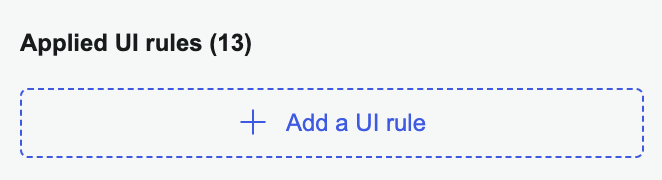 Applied UI rules (13)
Add a UI rule